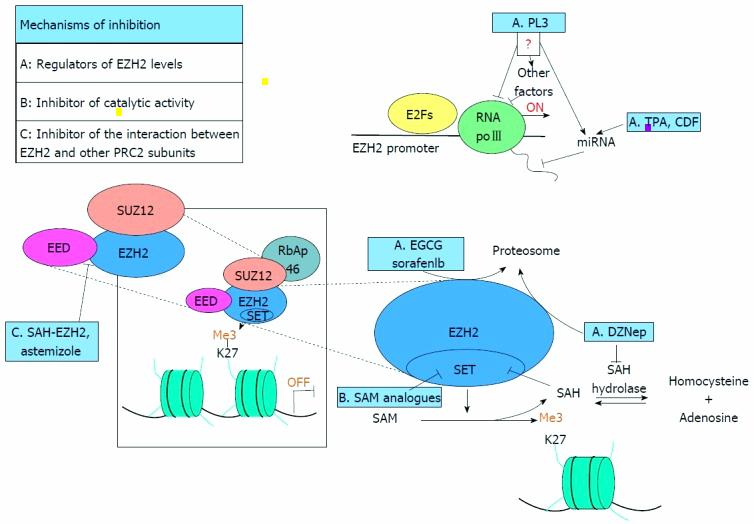 Mechanisms of inhibition
A: Regulators of EZH2 levels
B: Inhibitor of catalytic activity
C: Inhibitor of the interaction between
EZH2 and other PRC2 subunits
A. PL3
?
Other
factors
ON
E2Fs
RNA
poIII
EZH2 promoter
A. TPA, CDF
miRNA
SUZ12
EED
EZH2
RbAp
46
SUZ12
EED
EZH2
SET
Me3
K27
OFF
C. SAH-EZH2,
astemizole
A. EGCG
sorafenIb
Proteosome
EZH2
SET
A. DZNep
SAH
hydrolase
B. SAM analogues
SAM
SAH
Me3
K27
Homocysteine
+
Adenosine